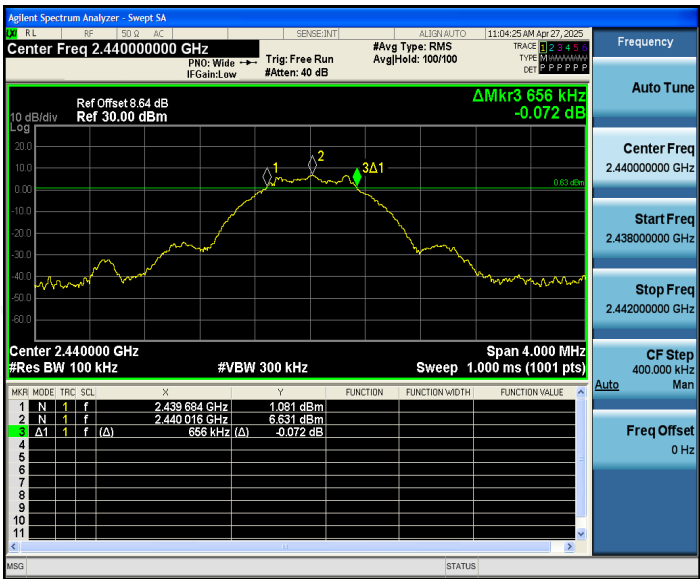 Agilent Spectrum Analyzer - Swept SA
RL RF 50 Ω AC SENSE:INT ALIGN AUTO 11:04:25 AM Apr 27, 2025
Center Freq 2.440000000 GHz
PNO: Wide
IFGain:Low
Trig: Free Run
#Atten: 40 dB
#Avg Type: RMS
Avg|Hold: 100/100
TRACE 1 2 3 4 5 6
TYPE M
DET P P P P P P
Ref Offset 8.64 dB
10 dB/div Ref 30.00 dBm
Log
ΔMkr3 656 kHz
-0.072 dB
20.0
10.0
0.00
-10.0
-20.0
-30.0
-40.0
-50.0
-60.0
1
2
3Δ1
0.63 dBm
Center 2.440000 GHz Span 4.000 MHz
#Res BW 100 kHz #VBW 300 kHz Sweep 1.000 ms (1001 pts)
MKR MODE TRC SCL X Y FUNCTION FUNCTION WIDTH FUNCTION VALUE
1 N 1 f 2.439 684 GHz 1.081 dBm
2 N 1 f 2.440 016 GHz 6.631 dBm
3 Δ1 1 f (Δ) 656 kHz (Δ) -0.072 dB
4
5
6
7
8
9
10
11
MSG STATUS
Frequency
Auto Tune
Center Freq
2.440000000 GHz
Start Freq
2.438000000 GHz
Stop Freq
2.442000000 GHz
CF Step
400.000 kHz
Auto Man
Freq Offset
0 Hz